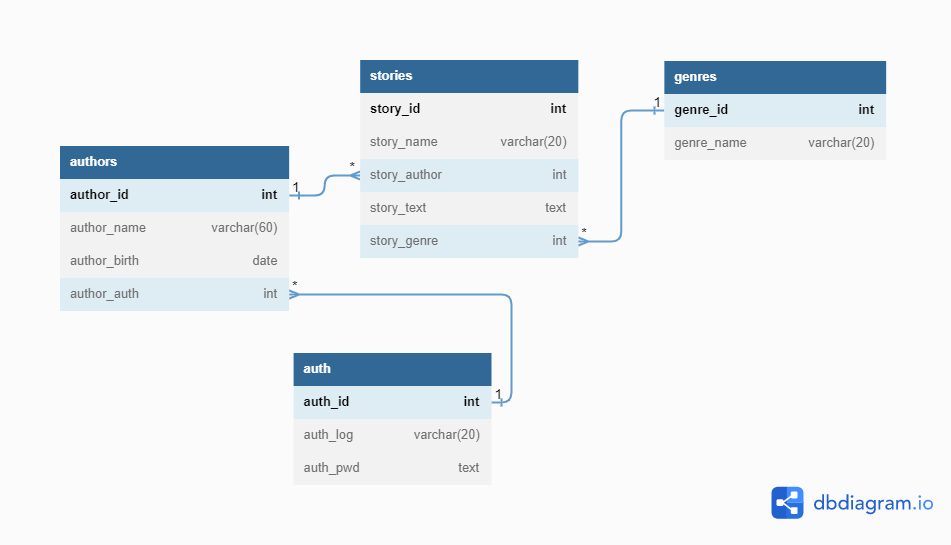 stories
story_id int
story_name varchar(20)
story_author int
story_text text
story_genre int
genres
genre_id int
genre_name varchar(20)
authors
author_id int
author_name varchar(60)
author_birth date
author_auth int
auth
auth_id int
auth_log varchar(20)
auth_pwd text
1
*
*
1
*
1
dbdiagram.io